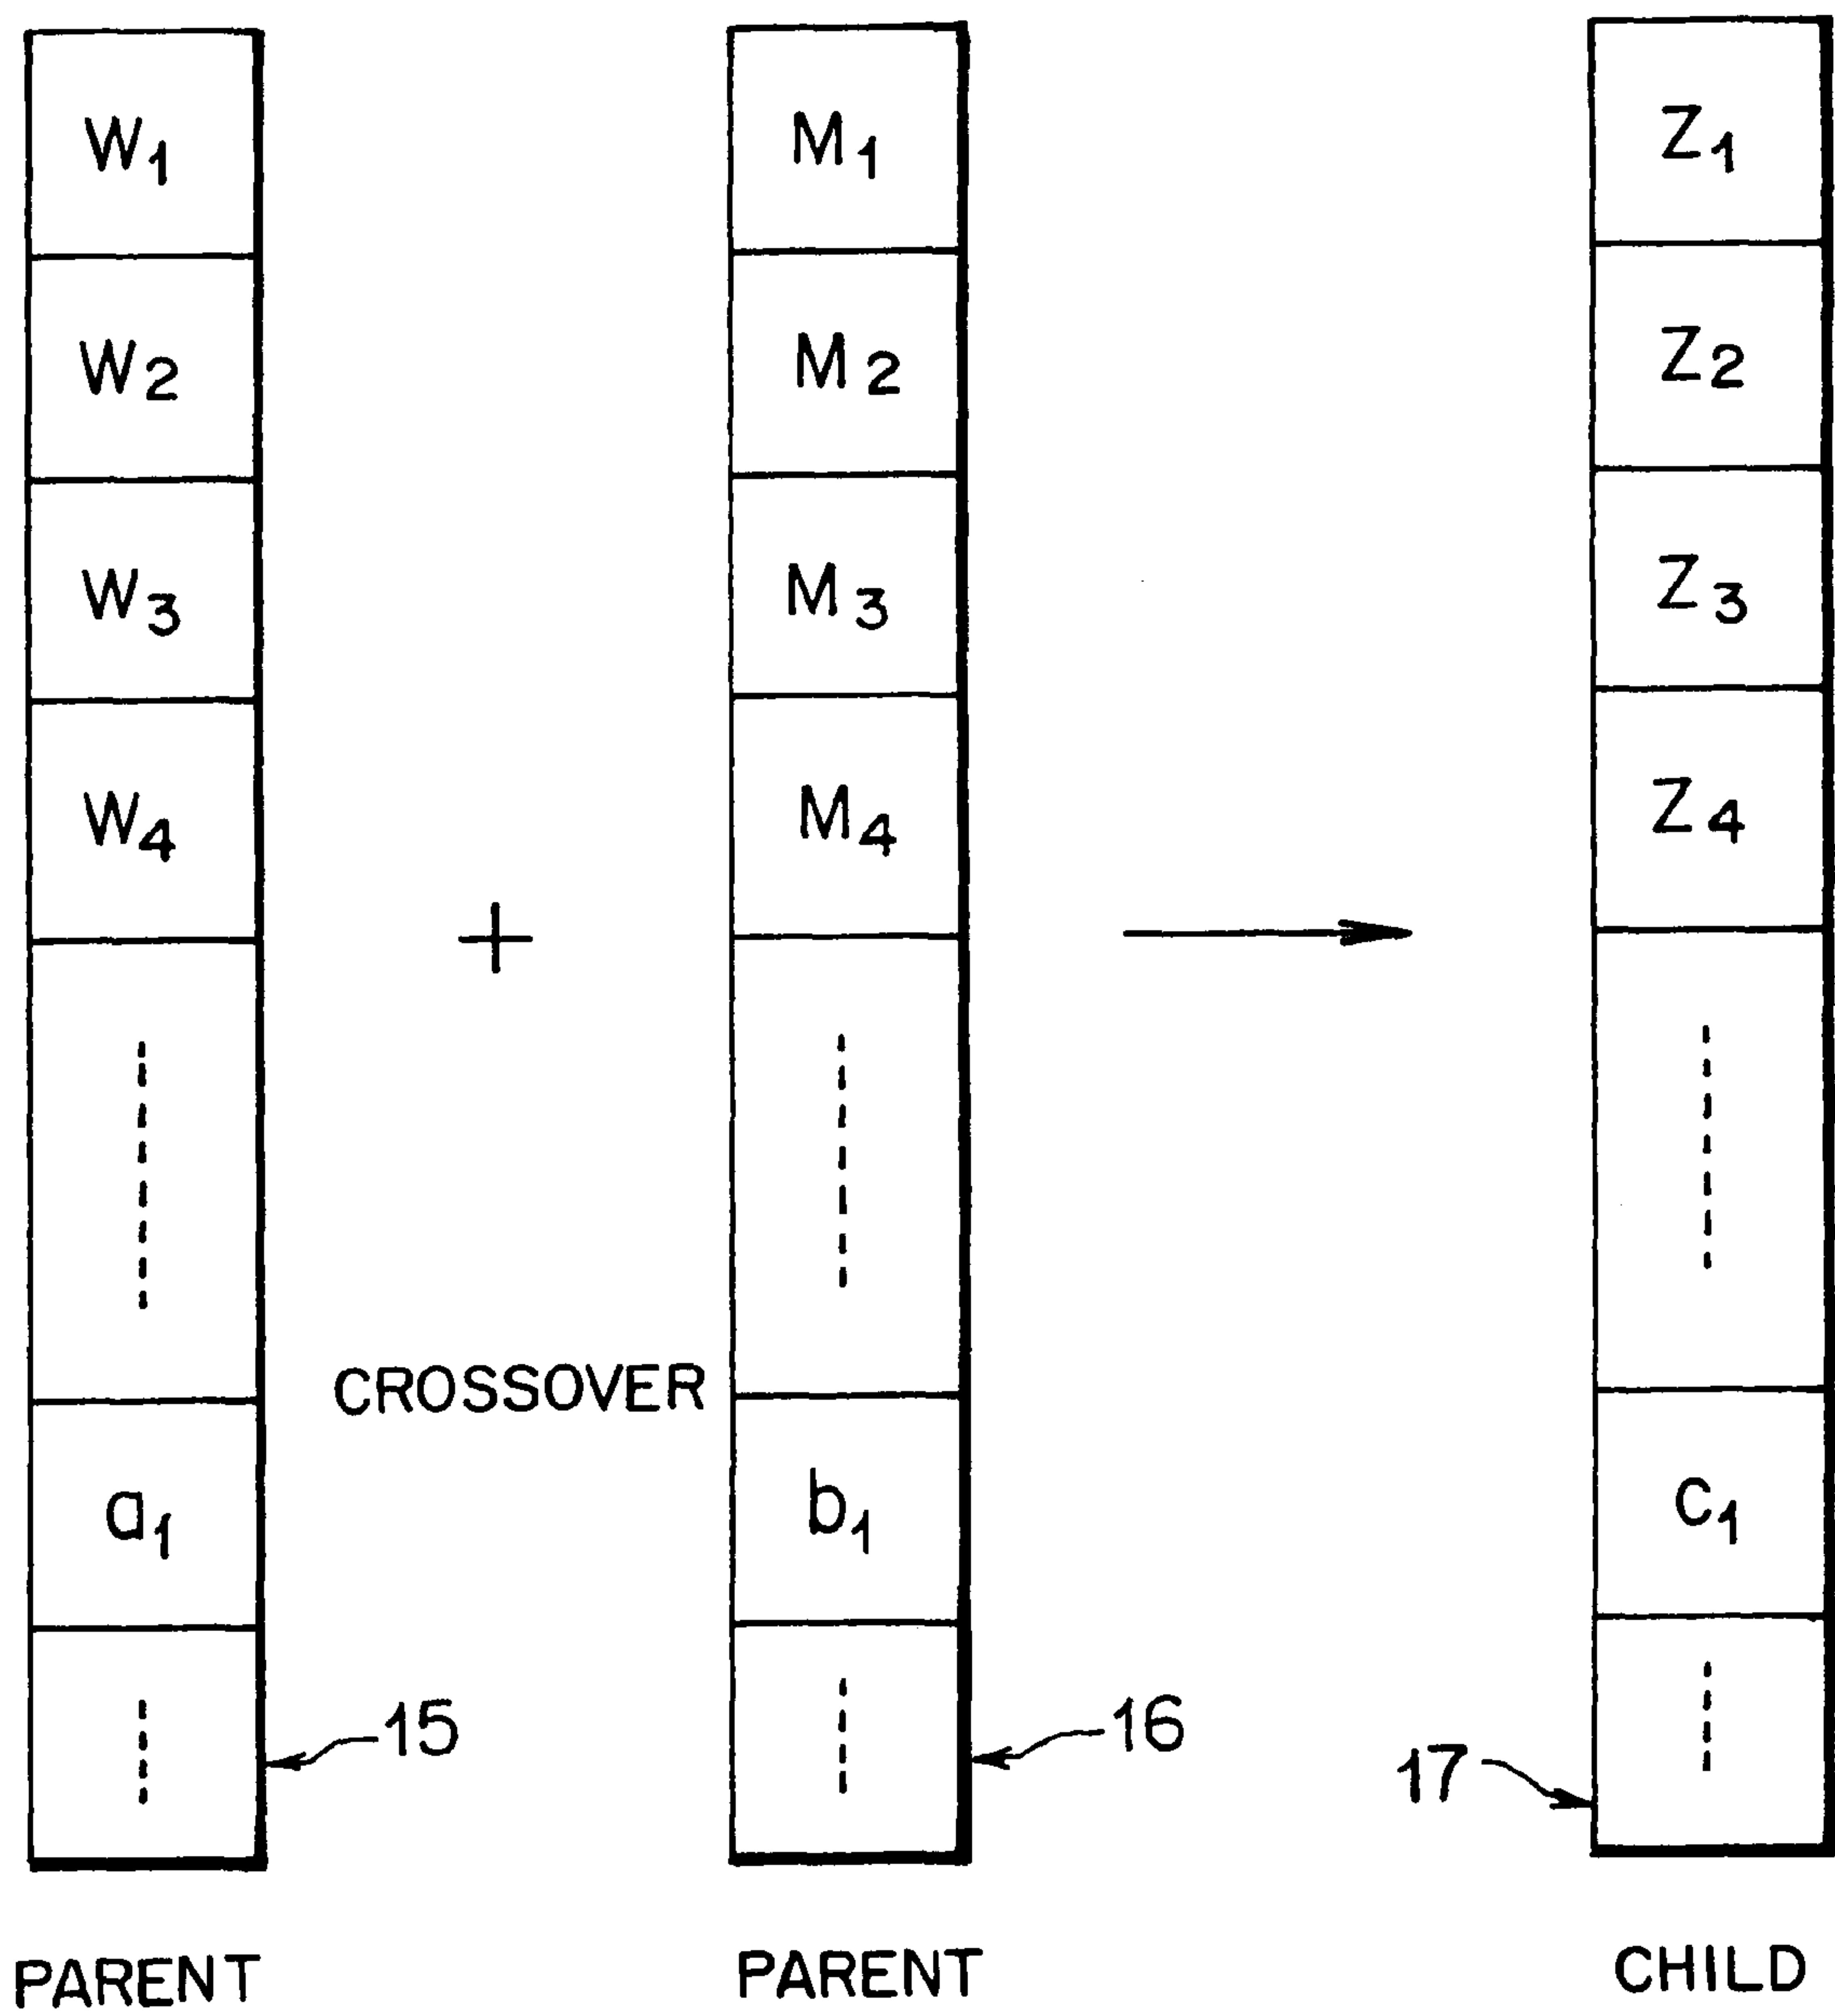 W1 M1 Z1
W2 M2 Z2
W3 M3 Z3
W4 M4 Z4
+
CROSSOVER
a1 b1 c1
15 16 17
PARENT PARENT CHILD